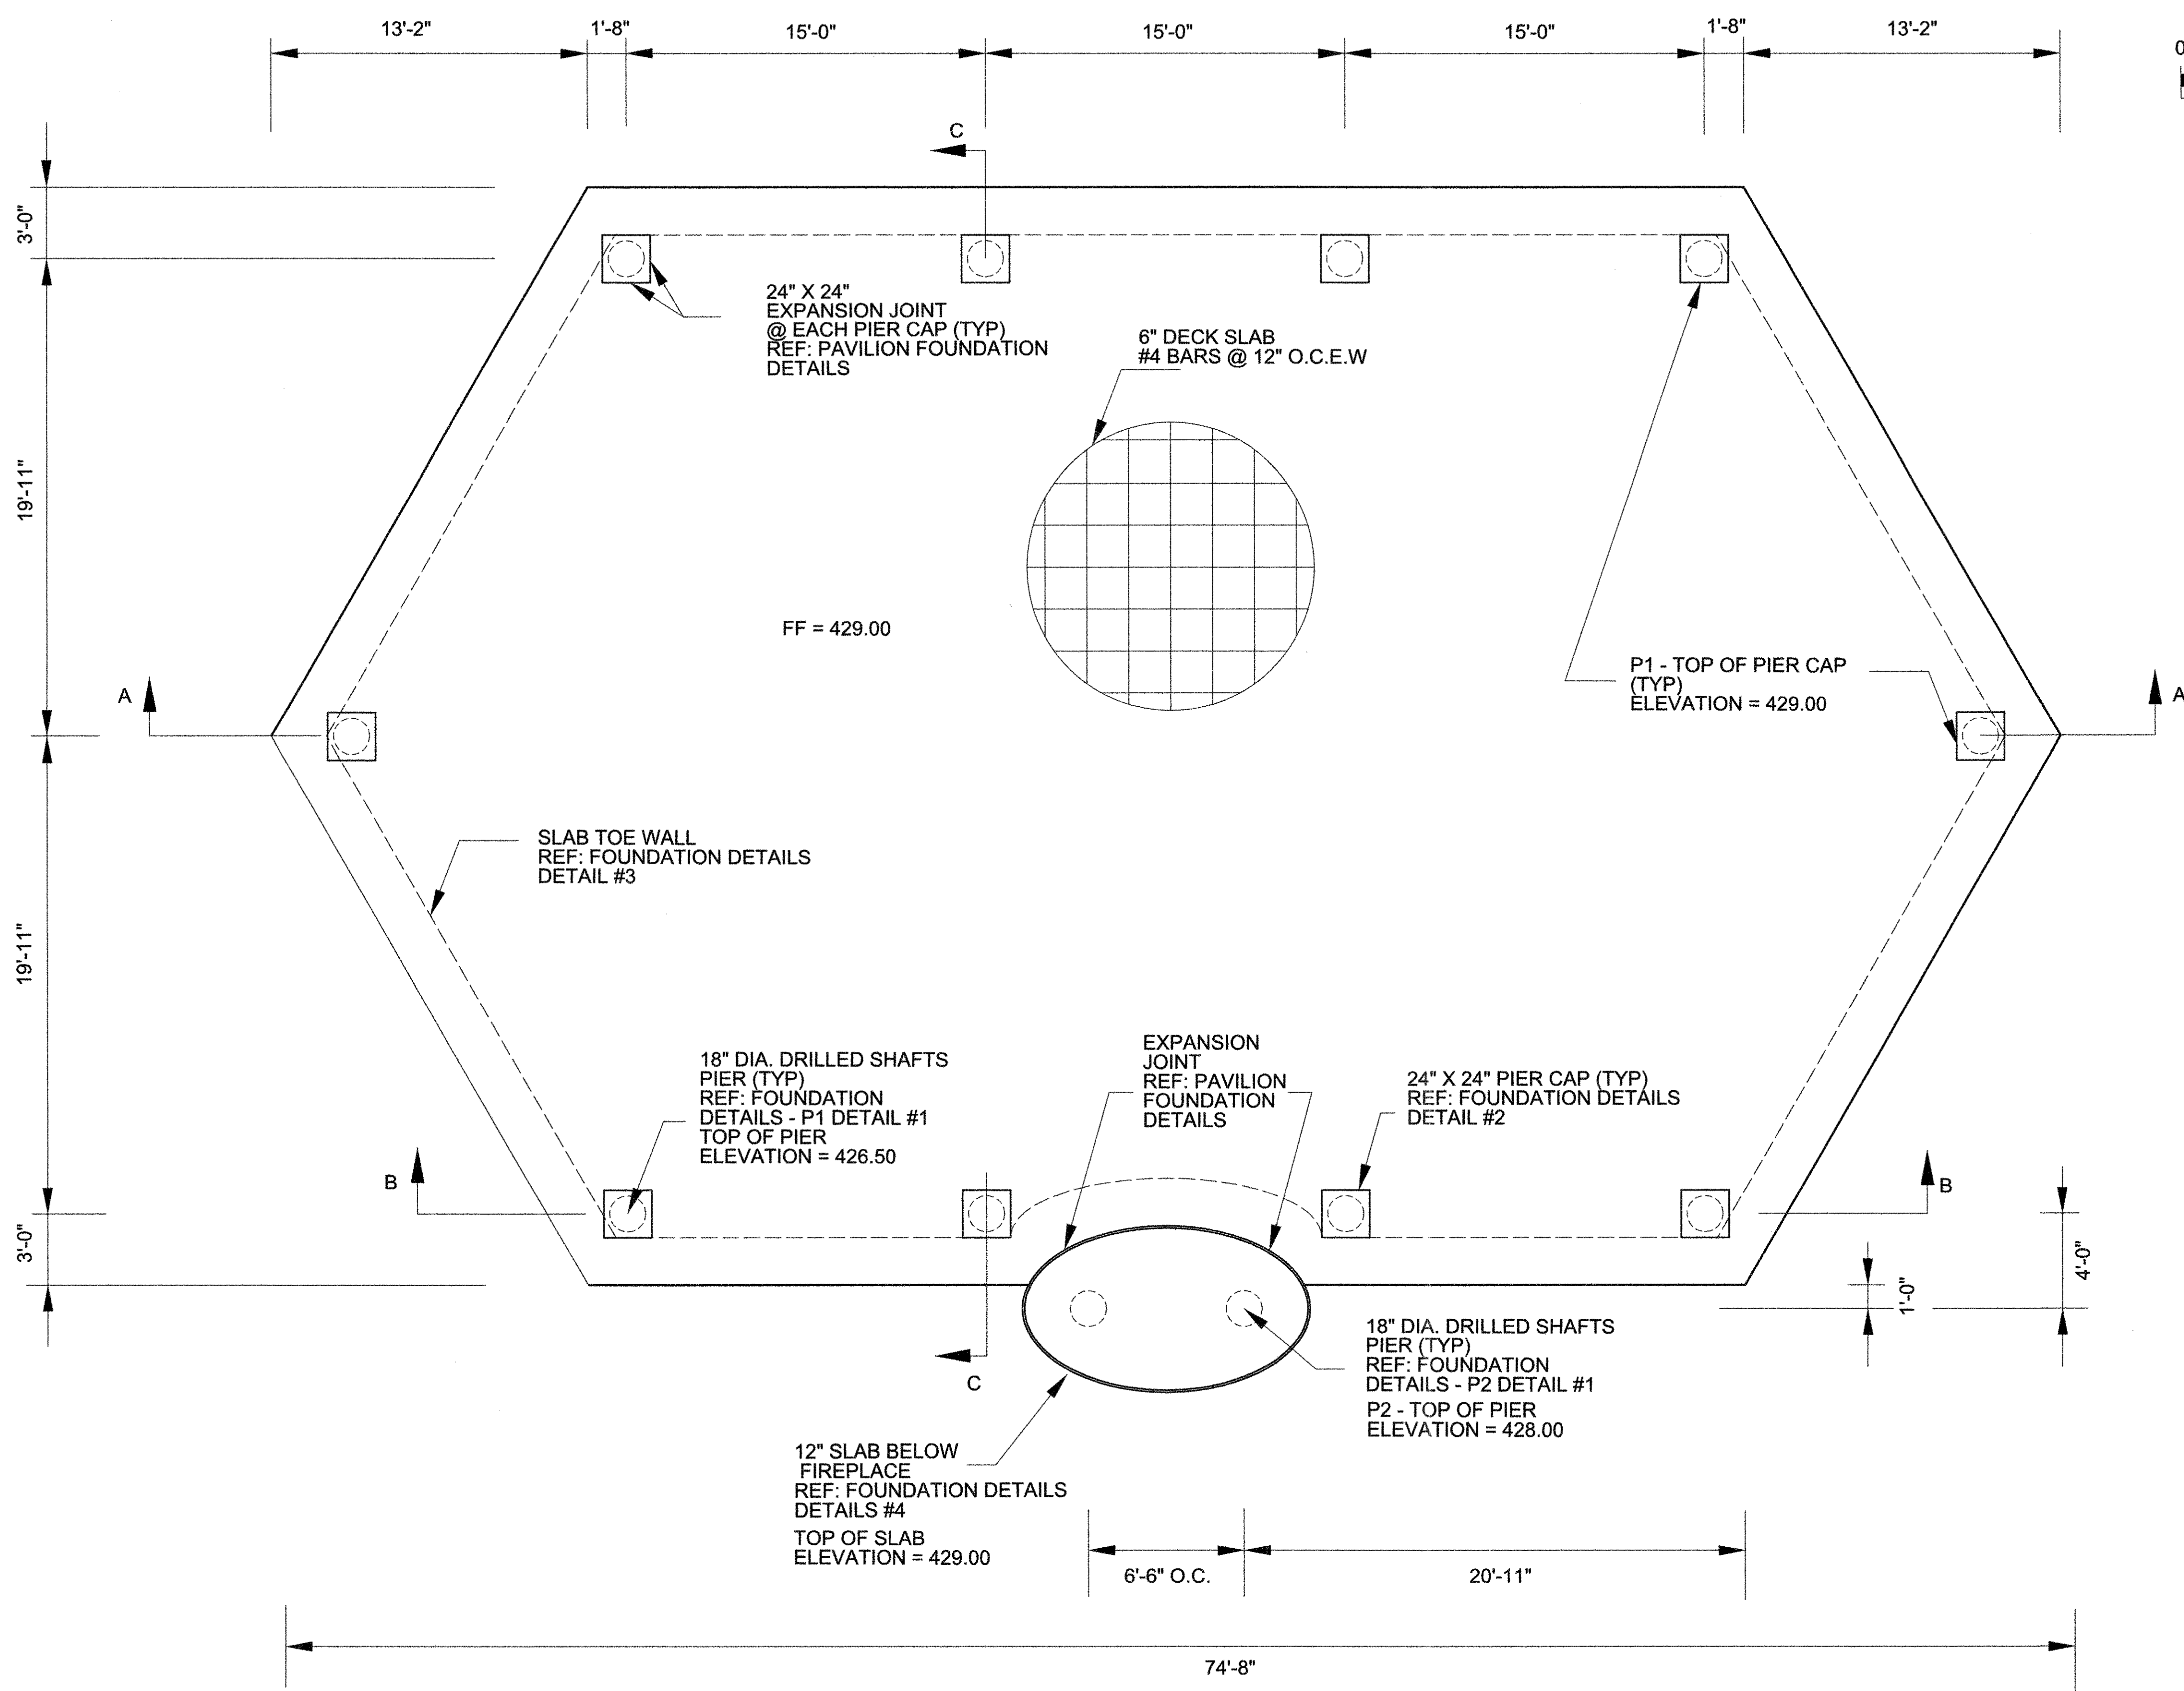 13'-2"
1'-8"
15'-0"
15'-0"
15'-0"
1'-8"
13'-2"
0
C
3'-0"
24" X 24"
EXPANSION JOINT
@ EACH PIER CAP (TYP)
REF: PAVILION FOUNDATION
DETAILS
6" DECK SLAB
#4 BARS @ 12" O.C.E.W
19'-11"
FF = 429.00
P1 - TOP OF PIER CAP
(TYP)
ELEVATION = 429.00
A
A
SLAB TOE WALL
REF: FOUNDATION DETAILS
DETAIL #3
19'-11"
18" DIA. DRILLED SHAFTS
PIER (TYP)
REF: FOUNDATION
DETAILS - P1 DETAIL #1
TOP OF PIER
ELEVATION = 426.50
EXPANSION
JOINT
REF: PAVILION
FOUNDATION
DETAILS
24" X 24" PIER CAP (TYP)
REF: FOUNDATION DETAILS
DETAIL #2
B
B
3'-0"
4'-0"
1'-0"
C
18" DIA. DRILLED SHAFTS
PIER (TYP)
REF: FOUNDATION
DETAILS - P2 DETAIL #1
P2 - TOP OF PIER
ELEVATION = 428.00
12" SLAB BELOW
FIREPLACE
REF: FOUNDATION DETAILS
DETAILS #4
TOP OF SLAB
ELEVATION = 429.00
6'-6" O.C.
20'-11"
74'-8"